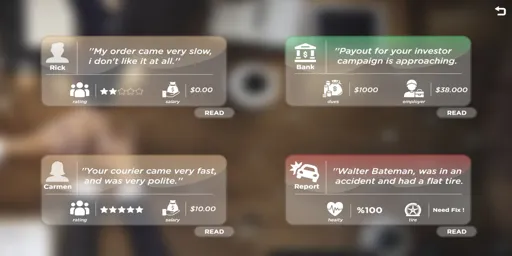 "My order came very slow,
i don't like it at all."
Rick
rating
salary
$0.00
READ
"Payout for your investor
campaign is approaching.
Bank
dues
$1000
employer
$38.000
READ
"Your courier came very fast,
and was very polite."
Carmen
rating
salary
$10.00
READ
"Walter Bateman, was in an
accident and had a flat tire.
Report
healty
%100
tire
Need Fix !
READ